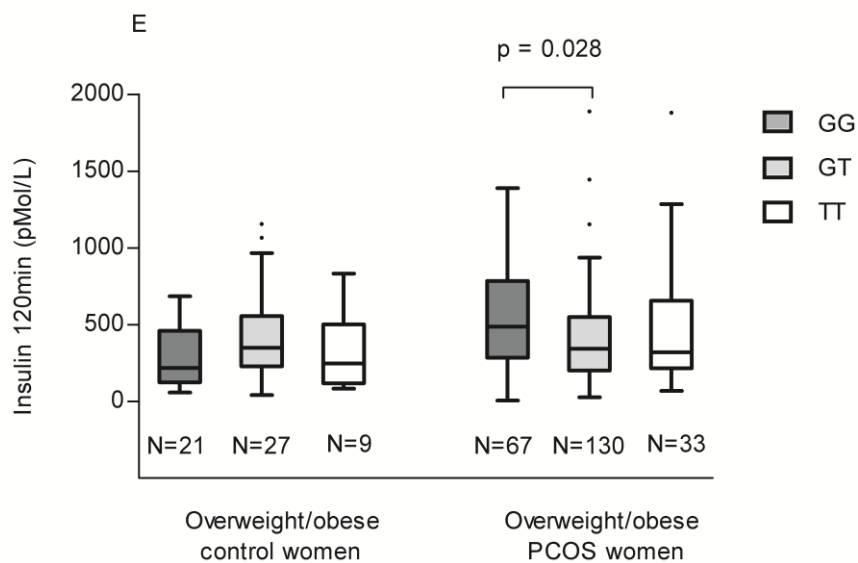 E
p = 0.028
2000
1500
1000
500
0
Insulin 120min (pMol/L)
GG
GT
TT
N=21 N=27 N=9 N=67 N=130 N=33
Overweight/obese
control women
Overweight/obese
PCOS women